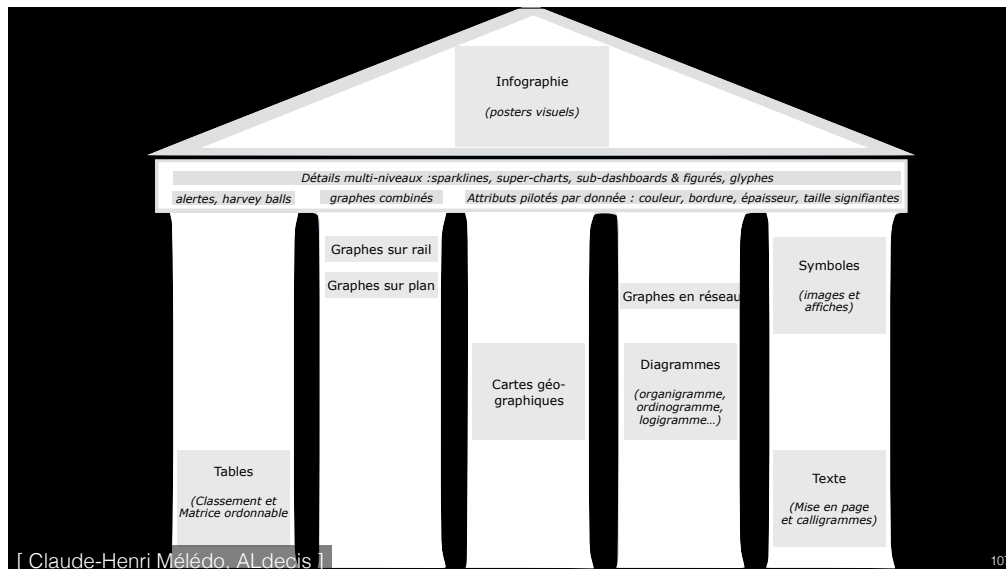 Infographie
(posters visuels)
Détails multi-niveaux :sparklines, super-charts, sub-dashboards & figurés, glyphes
alertes, harvey balls
graphes combinés
Attributs pilotés par donnée : couleur, bordure, épaisseur, taille signifiantes
Graphes sur rail
Graphes sur plan
Graphes en réseau
Symboles
(images et
affiches)
Cartes géo-
graphiques
Diagrammes
(organigramme,
ordinogramme,
logigramme…)
Tables
(Classement et
Matrice ordonnable
Texte
(Mise en page
et calligrammes)
[ Claude-Henri Mélédo, ALdecis ]
107